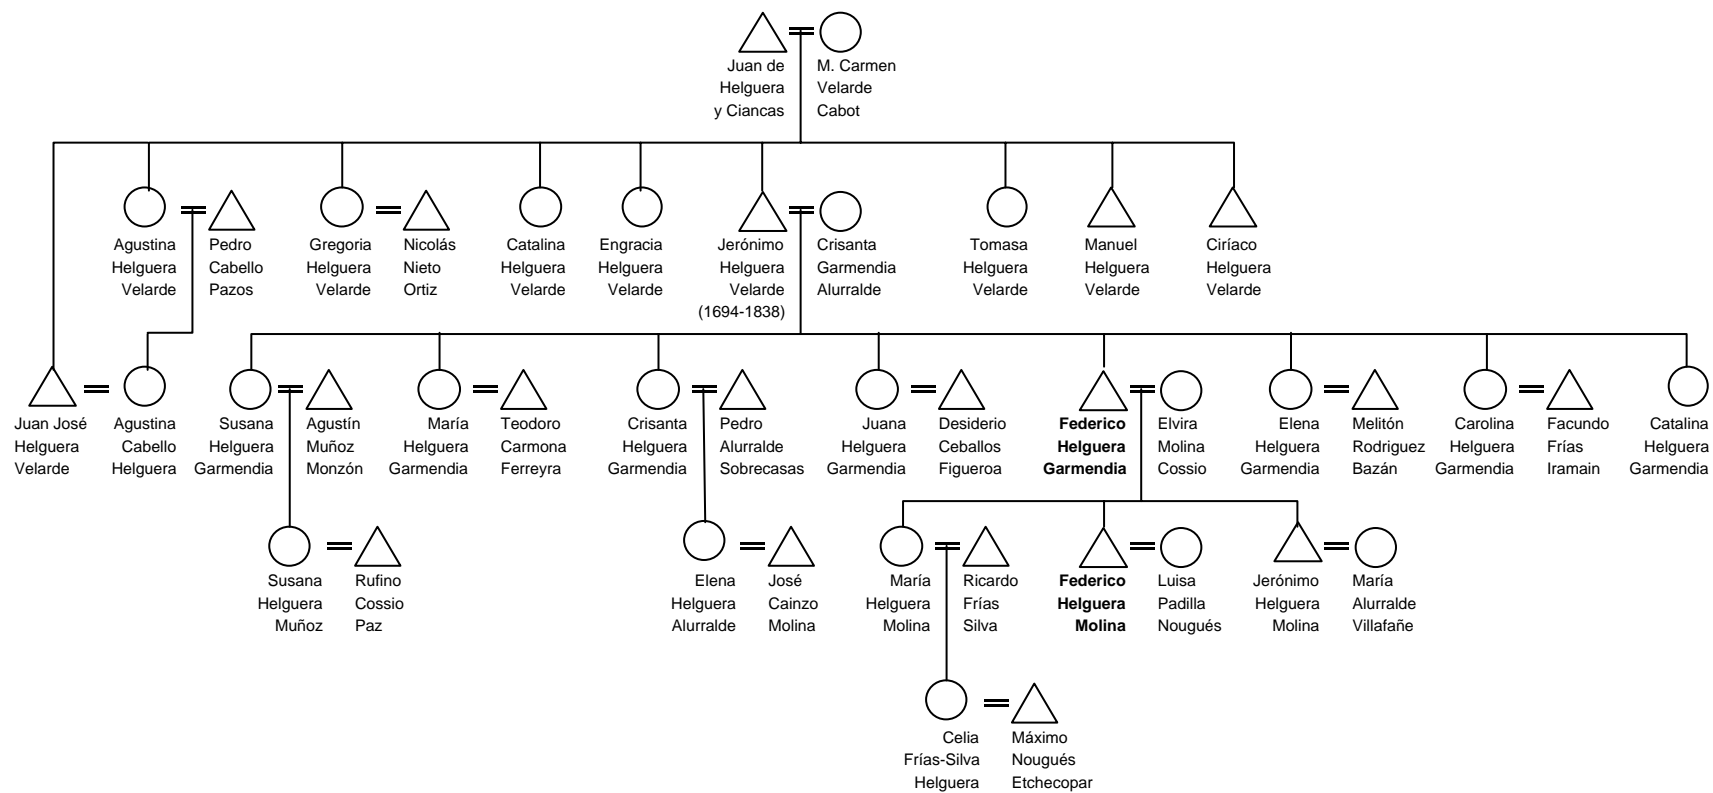 Juan de
Helguera
y Ciancas
M. Carmen
Velarde
Cabot
Agustina
Helguera
Velarde
Pedro
Cabello
Pazos
Gregoria
Helguera
Velarde
Nicolás
Nieto
Ortiz
Catalina
Helguera
Velarde
Engracia
Helguera
Velarde
Jerónimo
Helguera
Velarde
(1694-1838)
Crisanta
Garmendia
Alurralde
Tomasa
Helguera
Velarde
Manuel
Helguera
Velarde
Ciríaco
Helguera
Velarde
Juan José
Helguera
Velarde
Agustina
Cabello
Helguera
Susana
Helguera
Garmendia
Agustín
Muñoz
Monzón
María
Helguera
Garmendia
Teodoro
Carmona
Ferreyra
Crisanta
Helguera
Garmendia
Pedro
Alurralde
Sobrecasas
Juana
Helguera
Garmendia
Desiderio
Ceballos
Figueroa
Federico
Helguera
Garmendia
Elvira
Molina
Cossio
Elena
Helguera
Garmendia
Melitón
Rodriguez
Bazán
Carolina
Helguera
Garmendia
Facundo
Frías
Iramain
Catalina
Helguera
Garmendia
Susana
Helguera
Muñoz
Rufino
Cossio
Paz
Elena
Helguera
Alurralde
José
Cainzo
Molina
María
Helguera
Molina
Ricardo
Frías
Silva
Federico
Helguera
Molina
Luisa
Padilla
Nougués
Jerónimo
Helguera
Molina
María
Alurralde
Villafañe
Celia
Frías-Silva
Helguera
Máximo
Nougués
Etchecopar